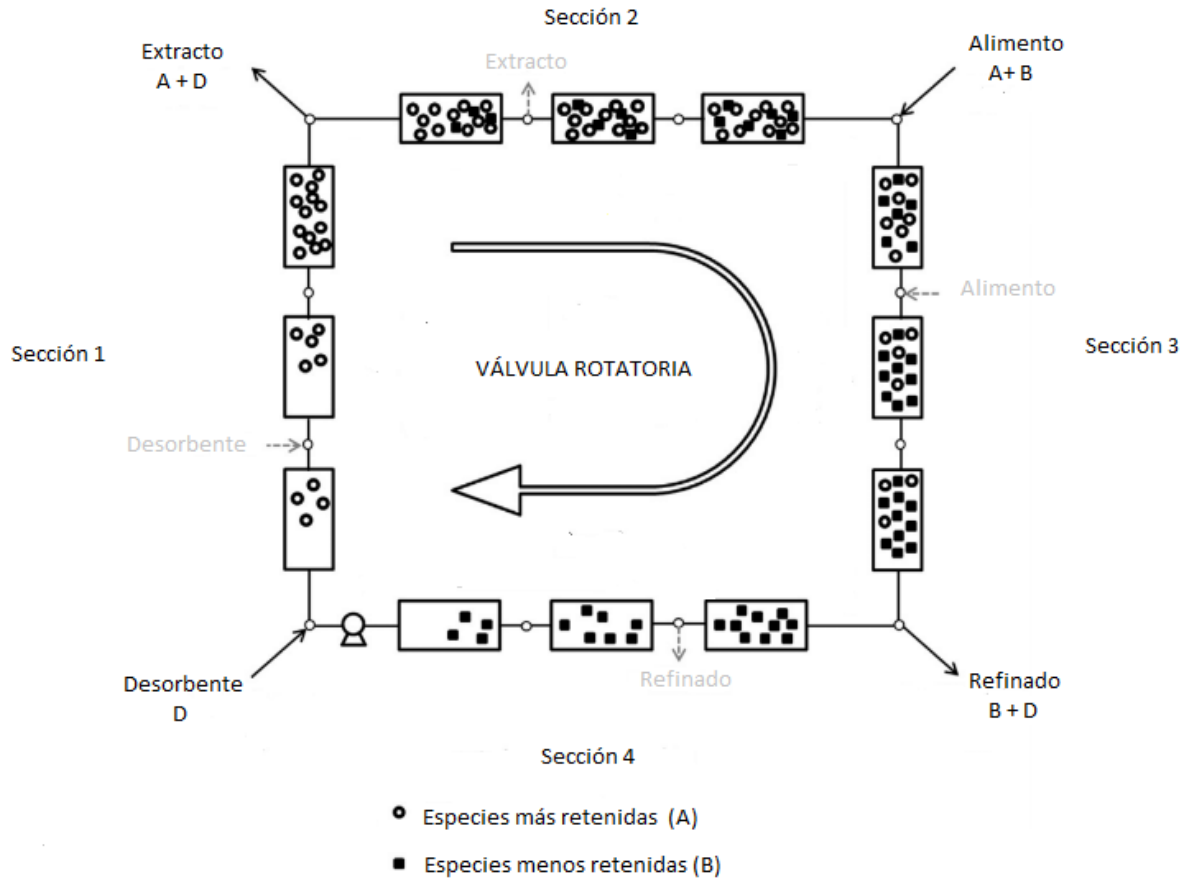 Sección 2
Extracto
A + D
Extracto
Alimento
A+ B
Sección 1
VÁLVULA ROTATORIA
Alimento
Sección 3
Desorbente
Desorbente
D
Refinado
Refinado
B + D
Sección 4
Especies más retenidas (A)
Especies menos retenidas (B)